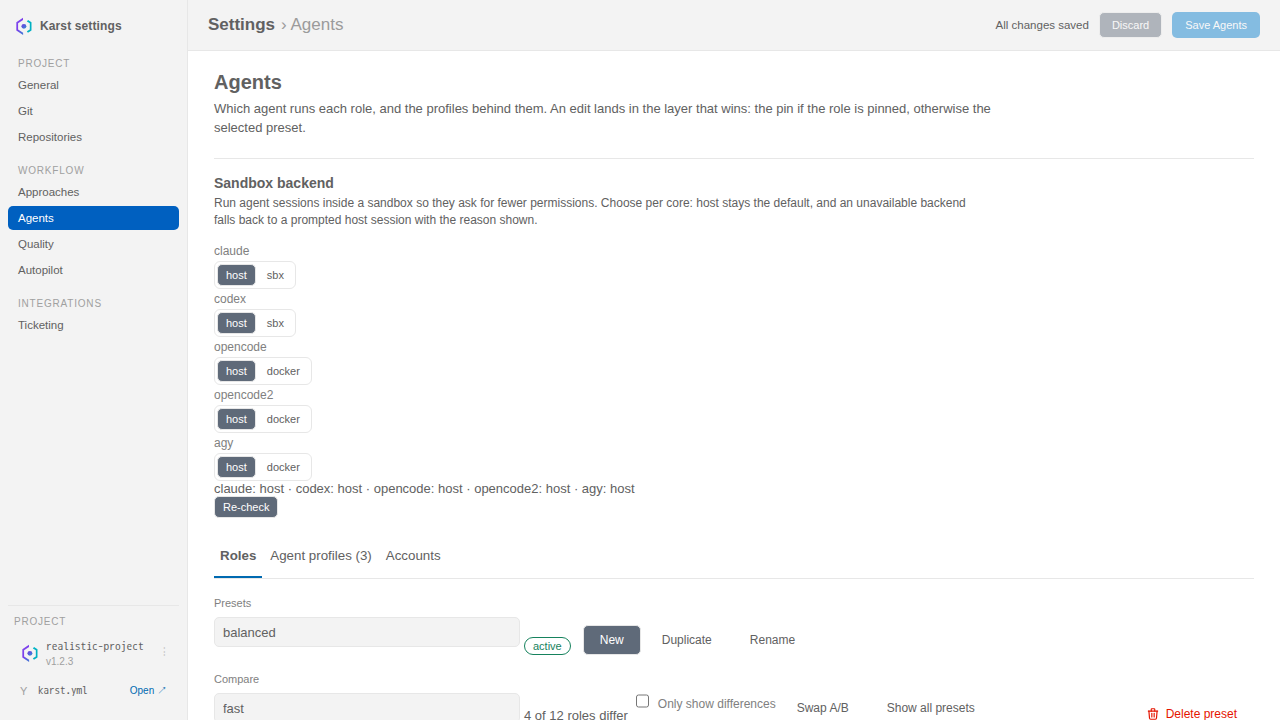 Karst settings
PROJECT
General
Git
Repositories
WORKFLOW
Approaches
Agents
Quality
Autopilot
INTEGRATIONS
Ticketing
PROJECT
realistic-project
v1.2.3
Y karst.yml Open ↗
Settings › Agents
All changes saved Discard Save Agents
Agents
Which agent runs each role, and the profiles behind them. An edit lands in the layer that wins: the pin if the role is pinned, otherwise the
selected preset.
Sandbox backend
Run agent sessions inside a sandbox so they ask for fewer permissions. Choose per core: host stays the default, and an unavailable backend
falls back to a prompted host session with the reason shown.
claude
host sbx
codex
host sbx
opencode
host docker
opencode2
host docker
agy
host docker
claude: host · codex: host · opencode: host · opencode2: host · agy: host
Re-check
Roles Agent profiles (3) Accounts
Presets
balanced active New Duplicate Rename
Compare
fast 4 of 12 roles differ Only show differences Swap A/B Show all presets Delete preset